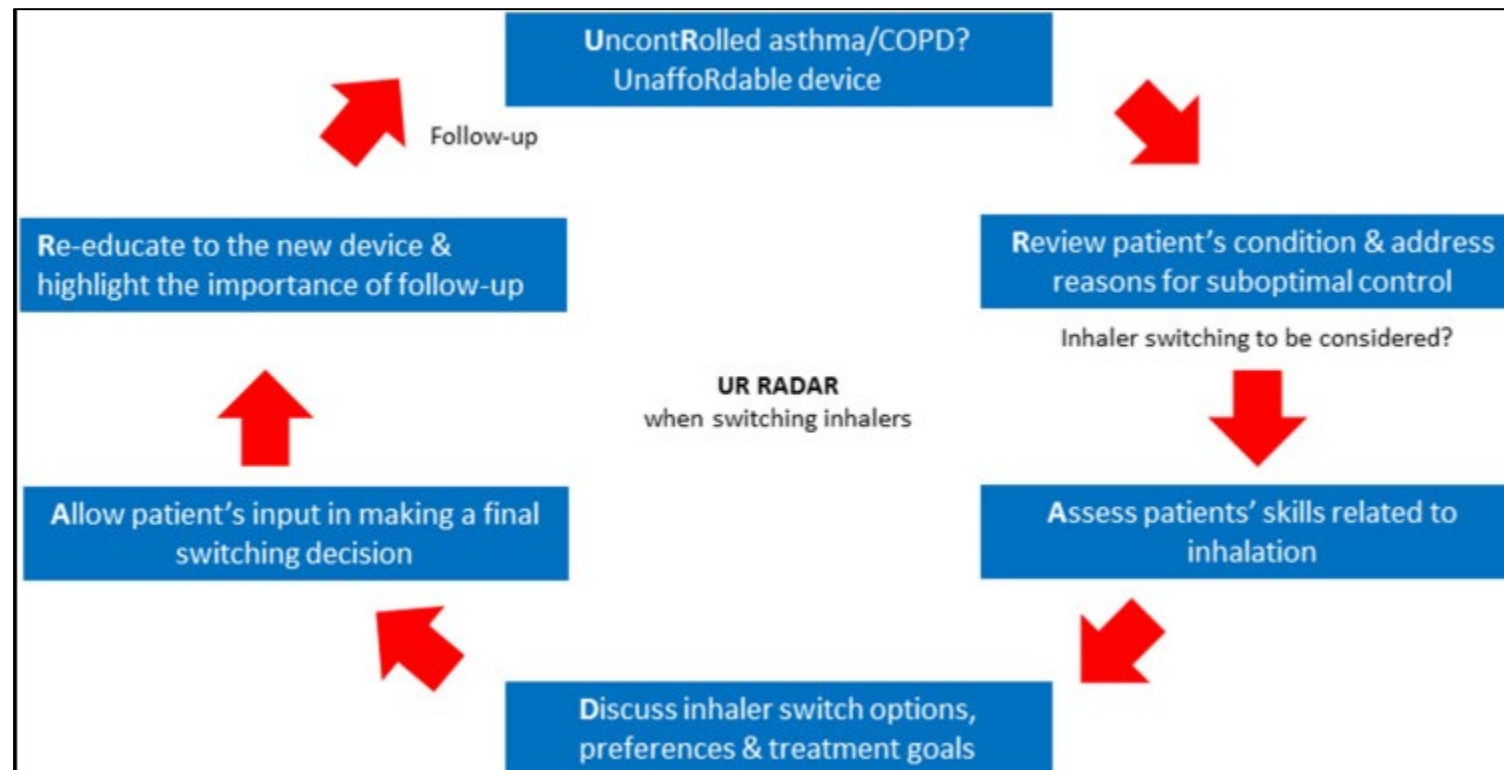 UncontRolled asthma/COPD?
UnaffoRdable device
Follow-up
Re-educate to the new device &
highlight the importance of follow-up
Review patient's condition & address
reasons for suboptimal control
Inhaler switching to be considered?
UR RADAR
when switching inhalers
Allow patient's input in making a final
switching decision
Assess patients' skills related to
inhalation
Discuss inhaler switch options,
preferences & treatment goals